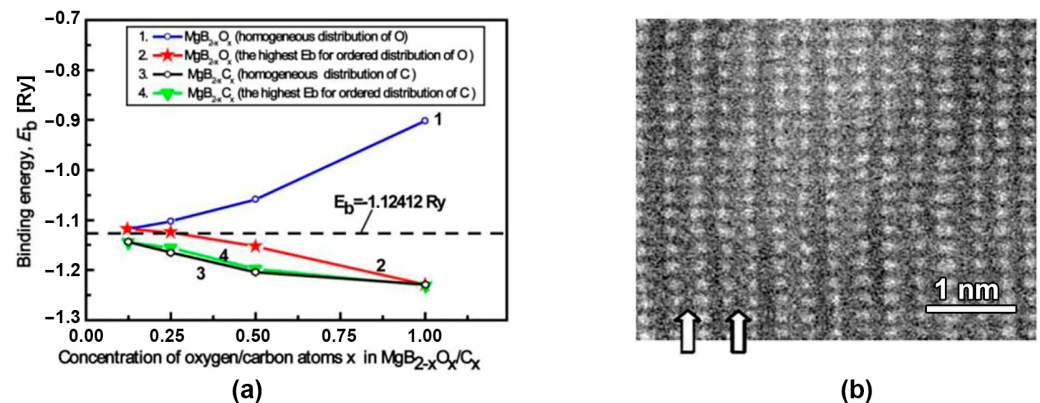 −0.7
−0.8
−0.9
−1.0
−1.1
−1.2
−1.3
Binding energy, Eb [Ry]
1. MgB2-xOx (homogeneous distribution of O)
2. MgB2-xOx (the highest Eb for ordered distribution of O )
3 MgB2-xCx (homogeneous distribution of C )
4. MgB2-xCx (the highest Eb for ordered distribution of C )
1
Eb=-1.12412 Ry
4
3
2
0.00 0.25 0.50 0.75 1.00
Concentration of oxygen/carbon atoms x in MgB2-xOx/Cx
(a)
1 nm
(b)